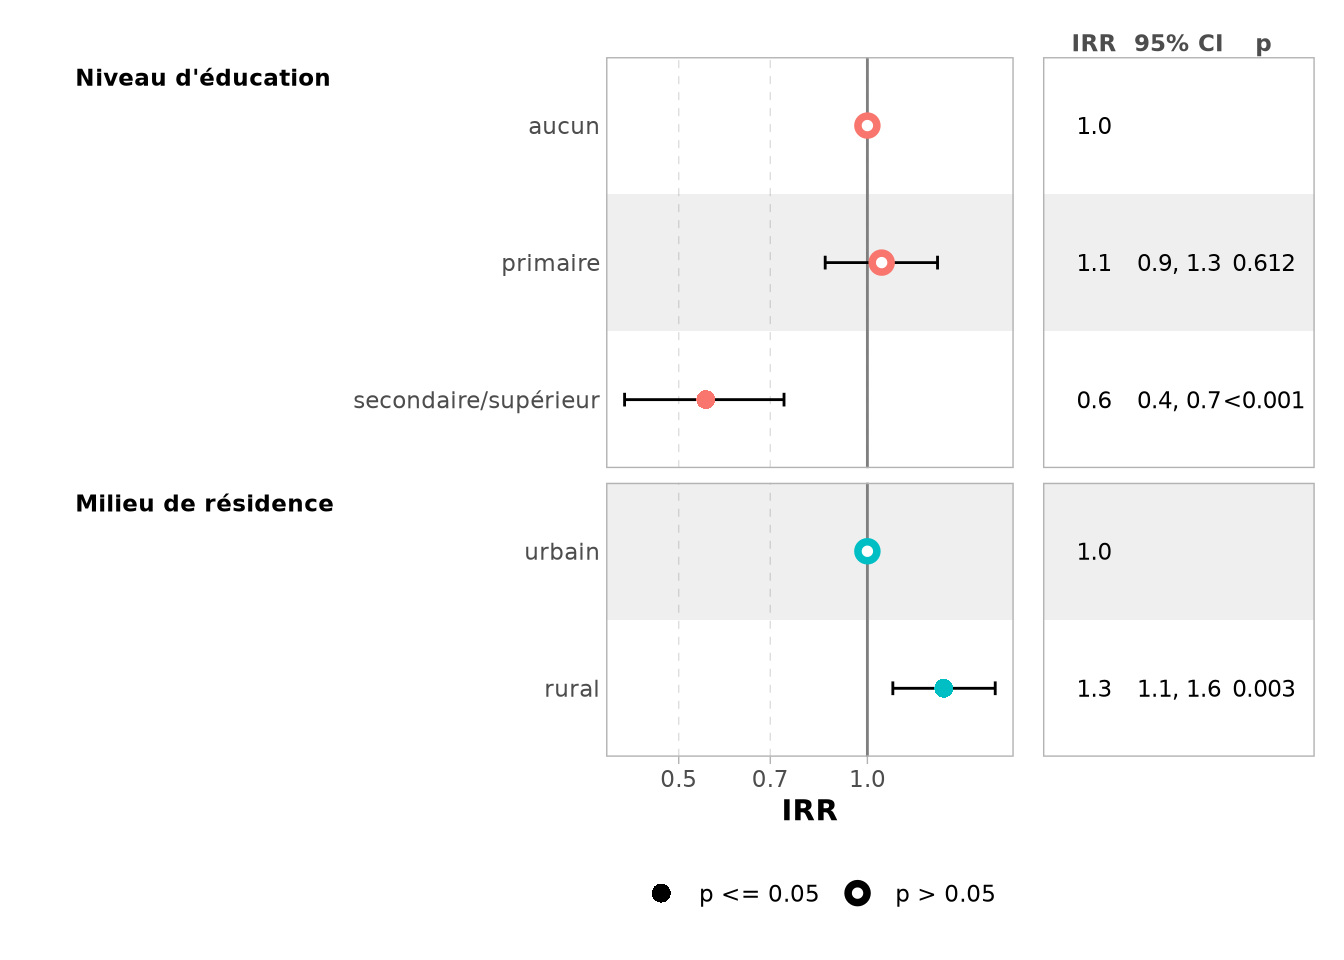 IRR 95% CI p
Niveau d'éducation
aucun 1.0
primaire 1.1 0.9, 1.3 0.612
secondaire/supérieur 0.6 0.4, 0.7 <0.001
Milieu de résidence
urbain 1.0
rural 1.3 1.1, 1.6 0.003
0.5 0.7 1.0
IRR
p <= 0.05 p > 0.05